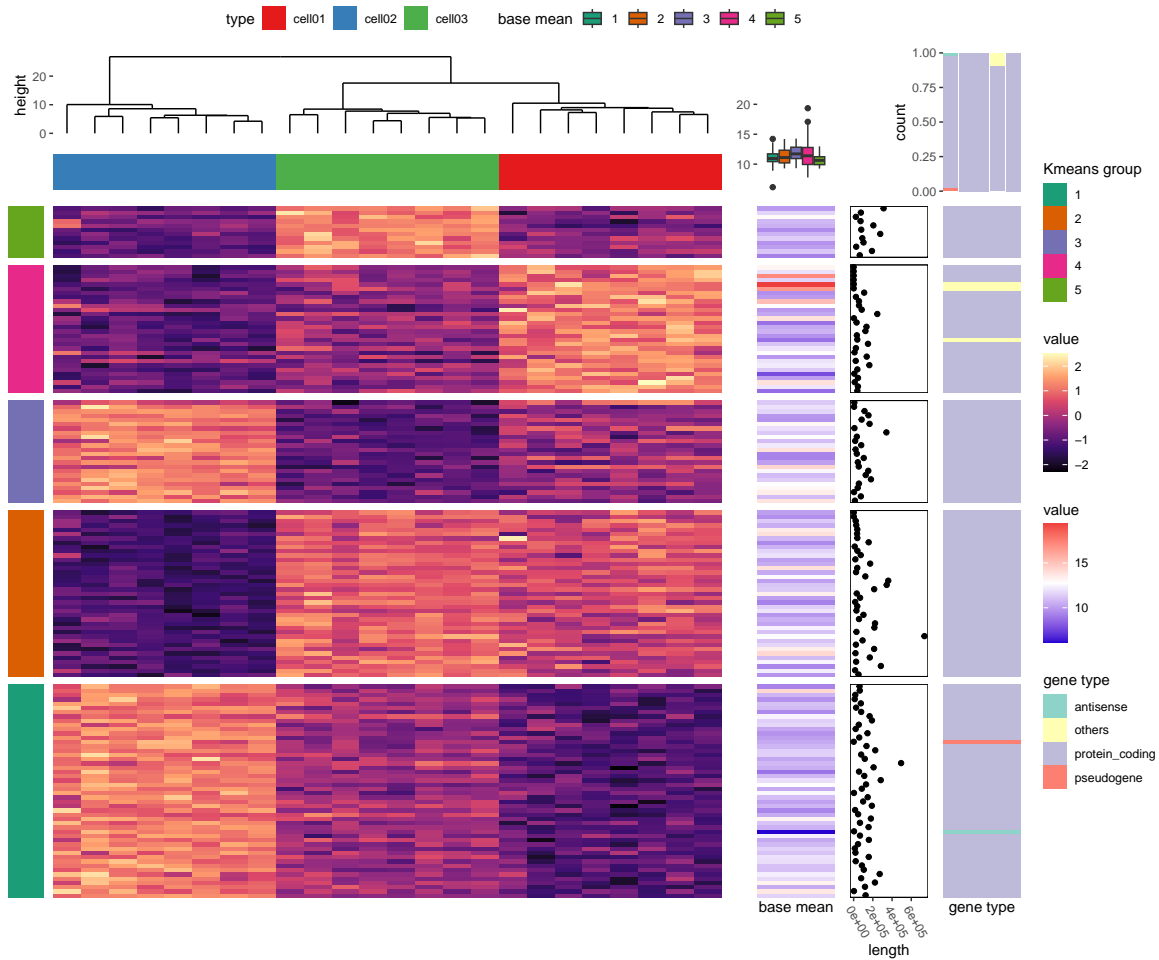 type cell01 cell02 cell03 base mean 1 2 3 4 5
height
20
10
0
20
15
10
count
1.00
0.75
0.50
0.25
0.00
Kmeans group
1
2
3
4
5
value
2
1
0
−1
−2
value
15
10
gene type
antisense
others
protein_coding
pseudogene
base mean
0e+00
2e+05
4e+05
6e+05
length
gene type